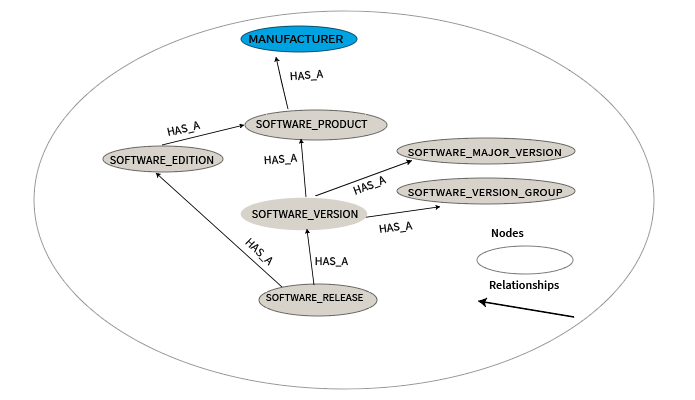 MANUFACTURER
HAS_A
SOFTWARE_PRODUCT
HAS_A
SOFTWARE_EDITION
HAS_A
SOFTWARE_MAJOR_VERSION
HAS_A
SOFTWARE_VERSION_GROUP
SOFTWARE_VERSION
HAS_A
Nodes
HAS_A
HAS_A
Relationships
SOFTWARE_RELEASE